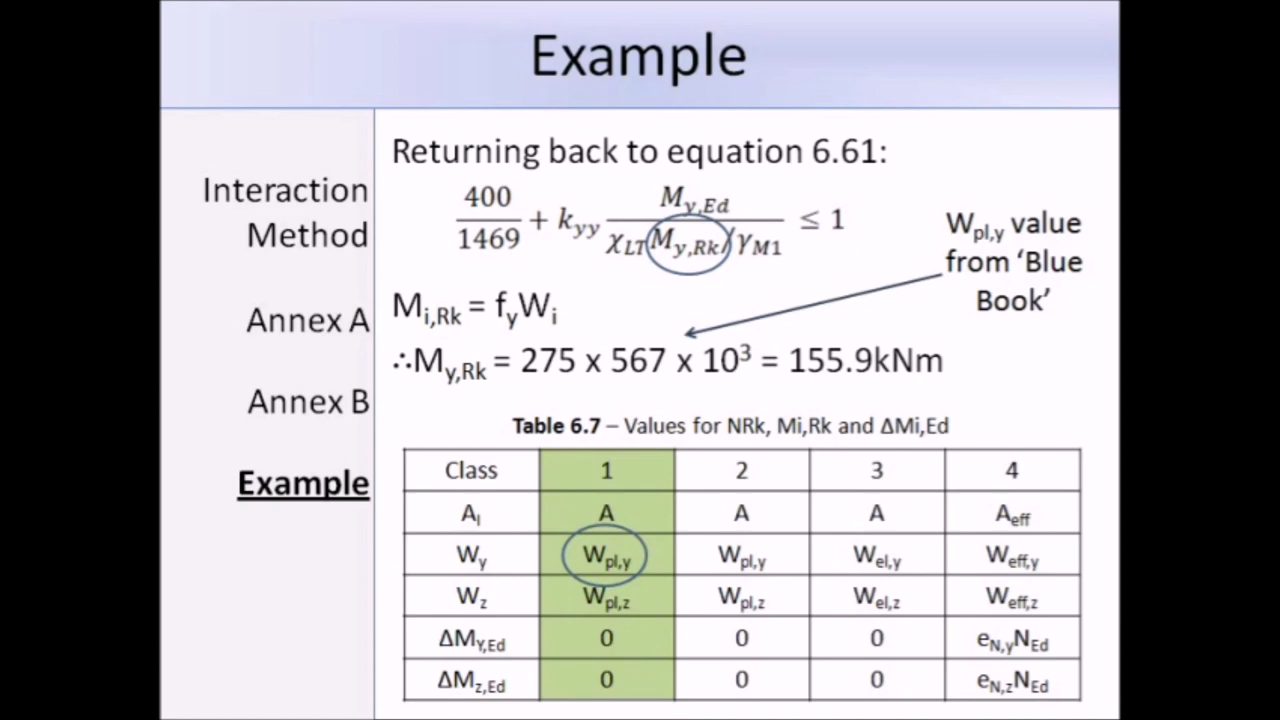 Example
Interaction
Method
Annex A
Annex B
Example
Returning back to equation 6.61:
400/1469 + k_yy M_y,Ed / (χ_LT M_y,Rk/γ_M1) ≤ 1
W_pl,y value
from ‘Blue
Book’
M_i,Rk = f_yW_i
∴M_y,Rk = 275 x 567 x 10³ = 155.9kNm
Table 6.7 – Values for NRk, Mi,Rk and ΔMi,Ed
Class 1 2 3 4
A_I A A A A_eff
W_y W_pl,y W_pl,y W_el,y W_eff,y
W_z W_pl,z W_pl,z W_el,z W_eff,z
ΔM_Y,Ed 0 0 0 e_N,yN_Ed
ΔM_z,Ed 0 0 0 e_N,zN_Ed